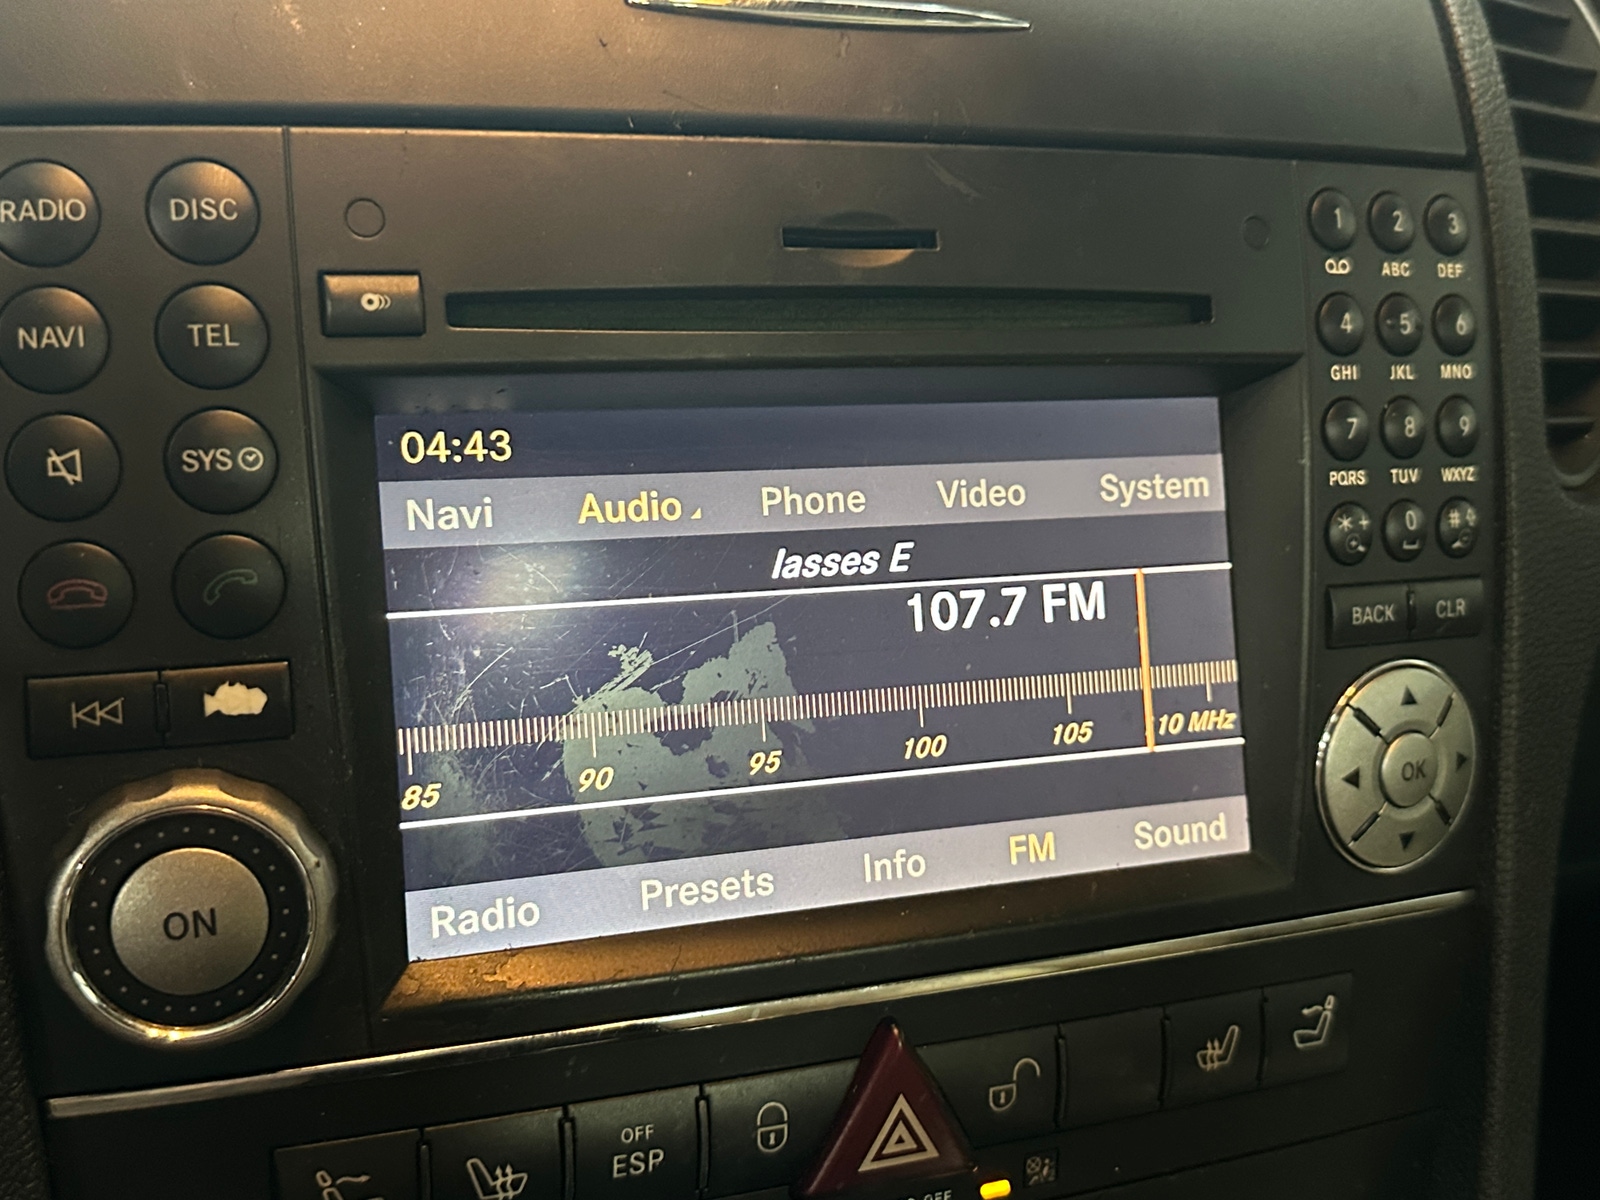 RADIO DISC
NAVI TEL
SYS
ON
04:43
Navi Audio Phone Video System
lasses E
107.7 FM
85 90 95 100 105 110 MHz
Radio Presets Info FM Sound
1 2 3
ABC DEF
4 5 6
GHI JKL MNO
7 8 9
PQRS TUV WXYZ
* + 0 #
BACK CLR
OK
OFF
ESP
OFF